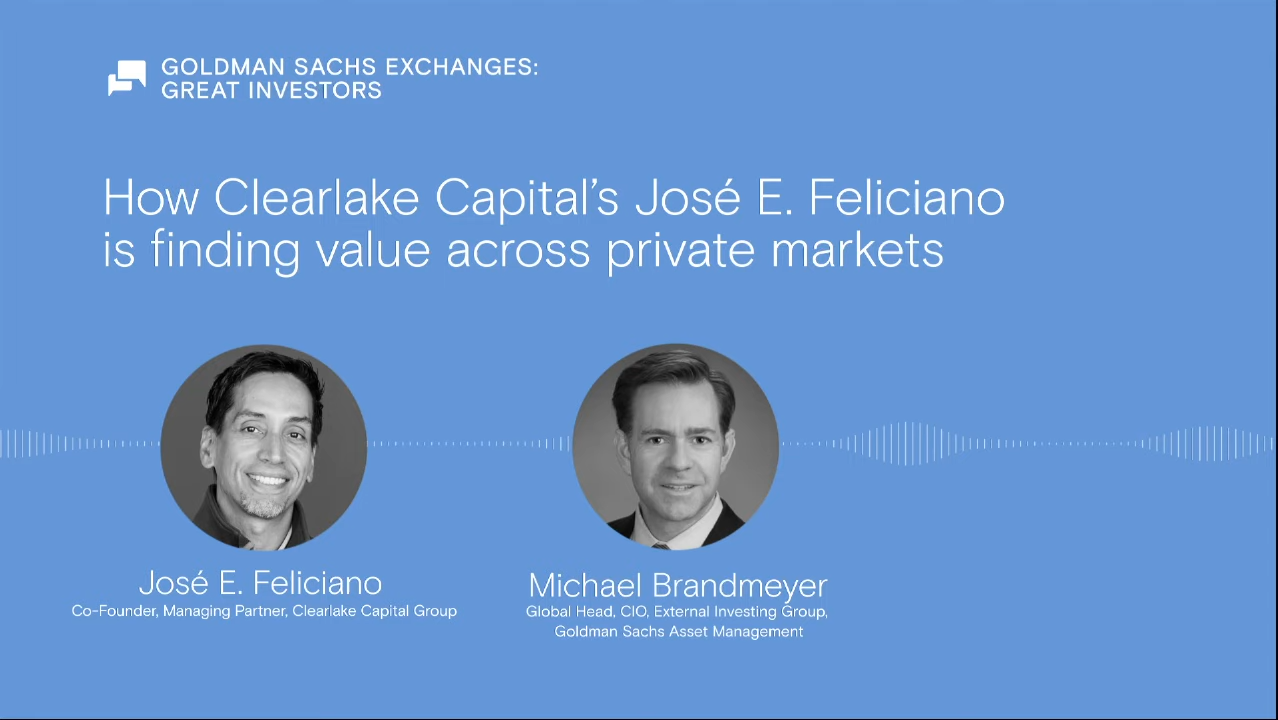 GOLDMAN SACHS EXCHANGES:
GREAT INVESTORS
How Clearlake Capital’s José E. Feliciano
is finding value across private markets
José E. Feliciano
Co-Founder, Managing Partner, Clearlake Capital Group
Michael Brandmeyer
Global Head, CIO, External Investing Group,
Goldman Sachs Asset Management